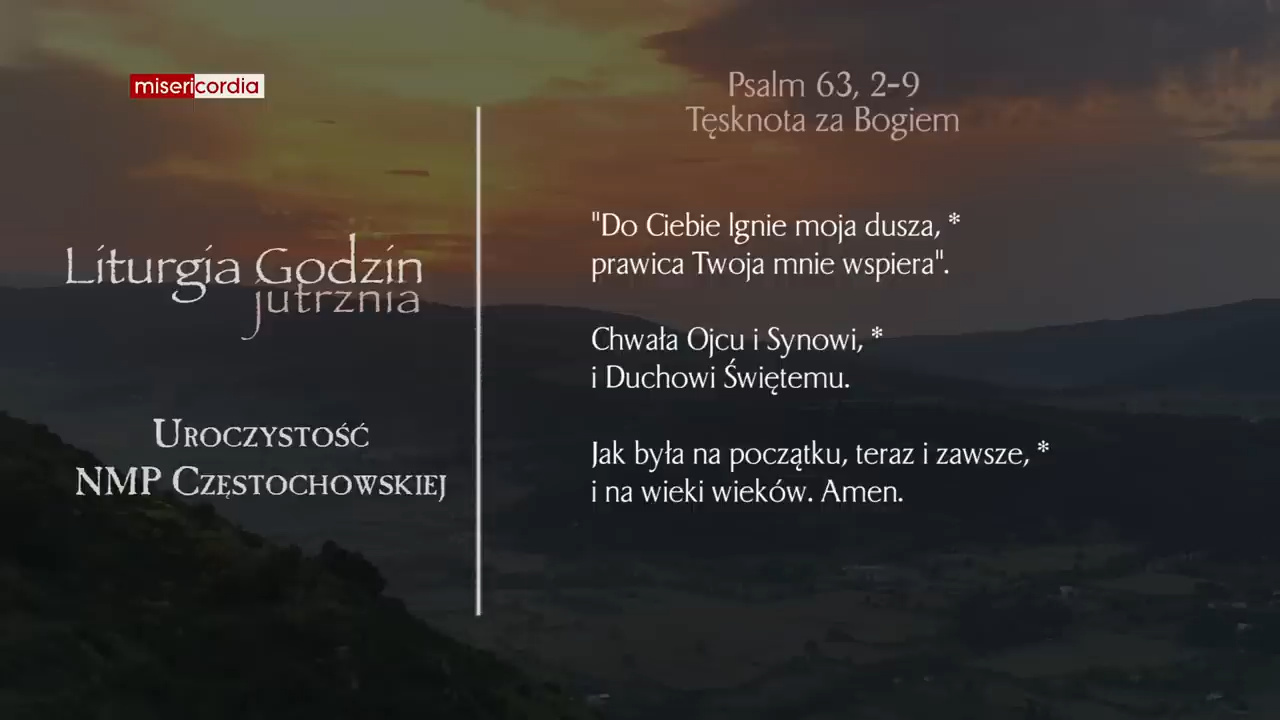 misericordia
Liturgia Godzin
jutrznia
Uroczystość
NMP Częstochowskiej
Psalm 63, 2-9
Tęsknota za Bogiem
"Do Ciebie lgnie moja dusza, *
prawica Twoja mnie wspiera".
Chwała Ojcu i Synowi, *
i Duchowi Świętemu.
Jak była na początku, teraz i zawsze, *
i na wieki wieków. Amen.